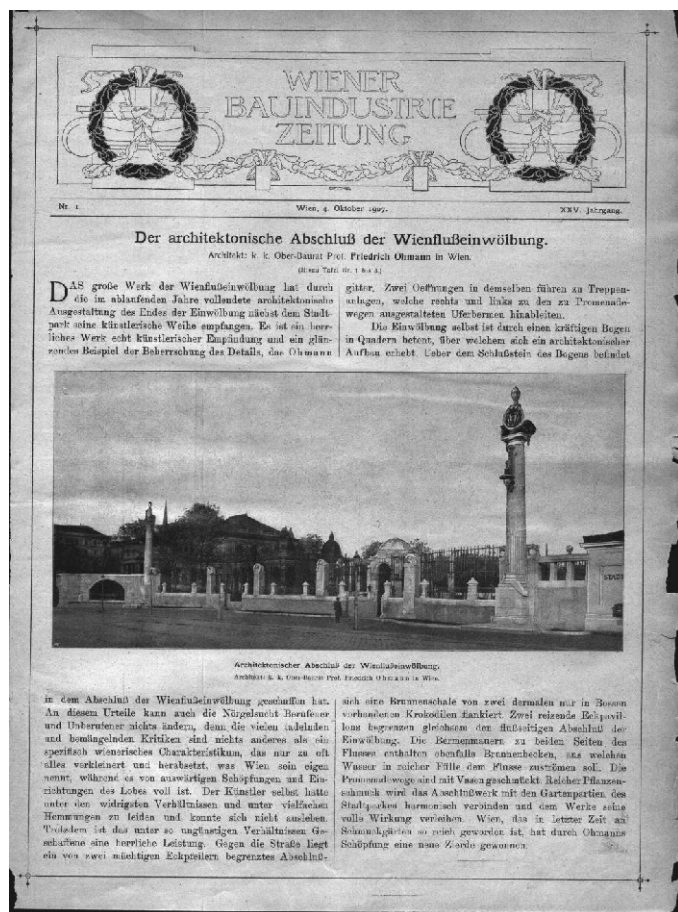 WIENER
BAUINDUSTRIE
ZEITUNG
Nr. 1.
Wien, 4. Oktober 1907.
XXV. Jahrgang.
Der architektonische Abschluß der Wienflußeinwölbung.
Architekt: k. k. Ober-Baurat Prof. Friedrich Ohmann in Wien.
(Hiezu Tafel Nr. 1 bis 3.)
DAS große Werk der Wienflußeinwölbung hat durch
die im ablaufenden Jahre vollendete architektonische
Ausgestaltung des Endes der Einwölbung nächst dem Stadt-
park seine künstlerische Weihe empfangen. Es ist ein herr-
liches Werk echt künstlerischer Empfindung und ein glän-
zendes Beispiel der Beherrschung des Details, das Ohmann
gitter. Zwei Oeffnungen in demselben führen zu Treppen-
anlagen, welche rechts und links zu den zu Promenade-
wegen ausgestalteten Uferbermen hinableiten.
Die Einwölbung selbst ist durch einen kräftigen Bogen
in Quadern betont, über welchem sich ein architektonischer
Aufbau erhebt. Ueber dem Schlußstein des Bogens befindet
STADT
Architektonischer Abschluß der Wienflußeinwölbung.
Architekt: k. k. Ober-Baurat Prof. Friedrich Ohmann in Wien.
in dem Abschluß der Wienflußeinwölbung geschaffen hat.
An diesem Urteile kann auch die Nörgelsucht Berufener
und Unberufener nichts ändern, denn die vielen tadelnden
und bemängelnden Kritiken sind nichts anderes als ein
spezifisch wienerisches Charakteristikum, das nur zu oft
alles verkleinert und herabsetzt, was Wien sein eigen
nennt, während es von auswärtigen Schöpfungen und Ein-
richtungen des Lobes voll ist. Der Künstler selbst hatte
unter den widrigsten Verhältnissen und unter vielfachen
Hemmungen zu leiden und konnte sich nicht ausleben.
Trotzdem ist das unter so ungünstigen Verhältnissen Ge-
schaffene eine herrliche Leistung. Gegen die Straße liegt
ein von zwei mächtigen Eckpfeilern begrenztes Abschluß-
sich eine Brunnenschale von zwei dermalen nur in Bossen
vorhandenen Krokodilen flankiert. Zwei reizende Eckpavil-
lons begrenzen gleichsam den flußseitigen Abschluß der
Einwölbung. Die Bermenmauern zu beiden Seiten des
Flusses enthalten ebenfalls Brunnenbecken, aus welchen
Wasser in reicher Fülle dem Flusse zuströmen soll. Die
Promenadewege sind mit Vasen geschmückt. Reicher Pflanzen-
schmuck wird das Abschlußwerk mit den Gartenpartien des
Stadtparkes harmonisch verbinden und dem Werke seine
volle Wirkung verleihen. Wien, das in letzter Zeit an
Schmuckgärten so reich geworden ist, hat durch Ohmanns
Schöpfung eine neue Zierde gewonnen.